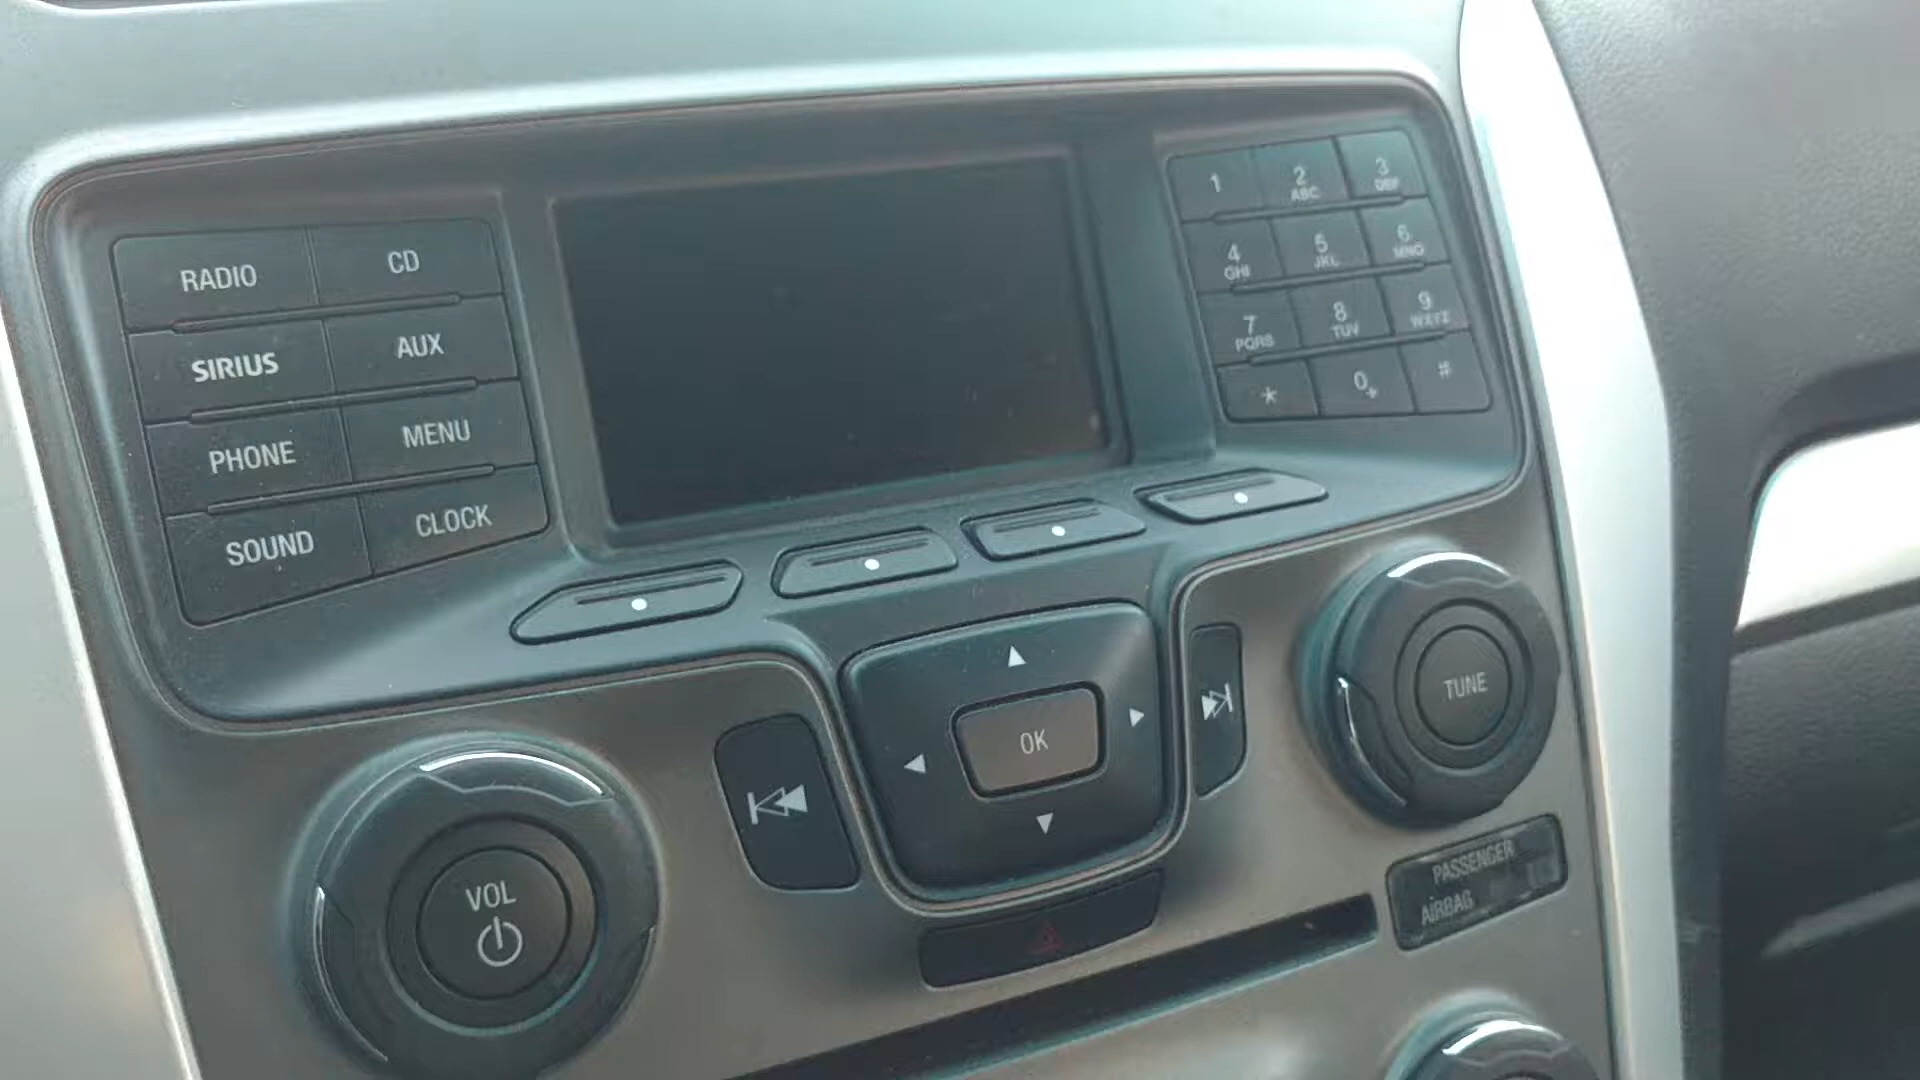 RADIO
CD
SIRIUS
AUX
PHONE
MENU
SOUND
CLOCK
1
2
ABC
3
DEF
4
GHI
5
JKL
6
MNO
7
PQRS
8
TUV
9
WXYZ
*
0
+
#
OK
VOL
TUNE
PASSENGER
AIRBAG